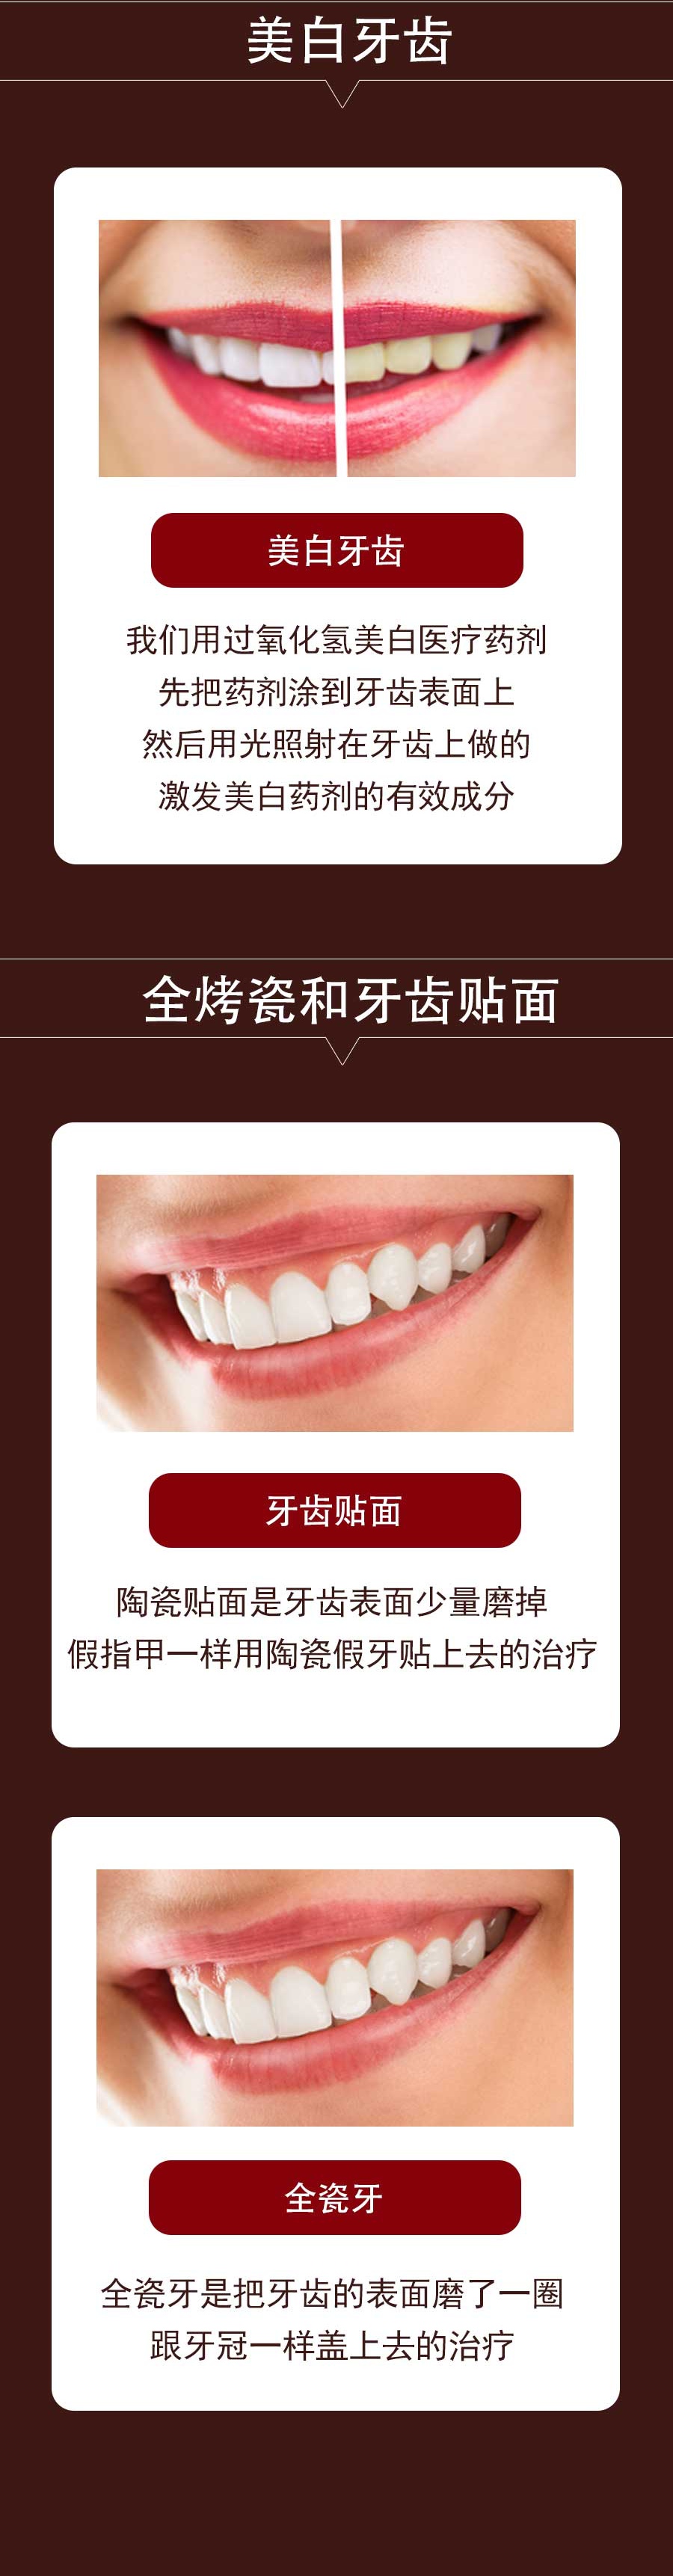 美白牙齿
美白牙齿
我们用过氧化氢美白医疗药剂
先把药剂涂到牙齿表面上
然后用光照射在牙齿上做的
激发美白药剂的有效成分
全烤瓷和牙齿贴面
牙齿贴面
陶瓷贴面是牙齿表面少量磨掉
假指甲一样用陶瓷假牙贴上去的治疗
全瓷牙
全瓷牙是把牙齿的表面磨了一圈
跟牙冠一样盖上去的治疗